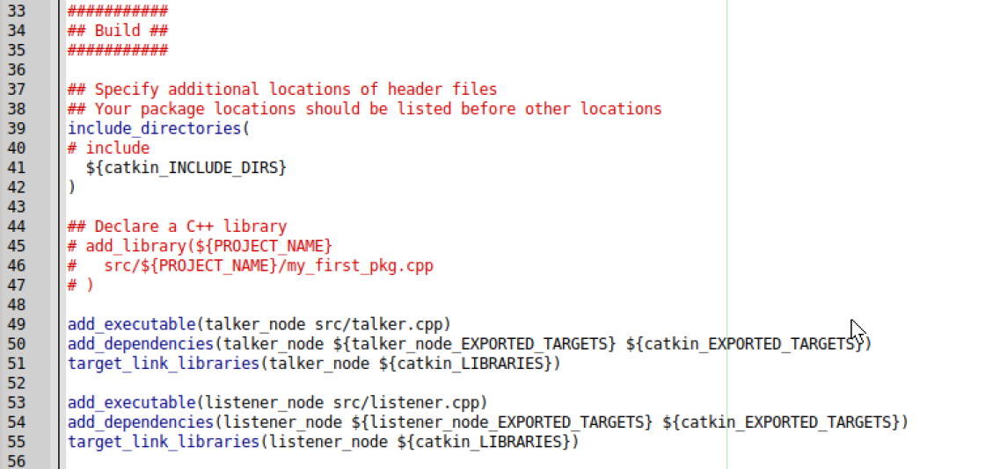 33 ###########
34 ## Build ##
35 ###########
36
37 ## Specify additional locations of header files
38 ## Your package locations should be listed before other locations
39 include_directories(
40 # include
41   ${catkin_INCLUDE_DIRS}
42 )
43
44 ## Declare a C++ library
45 # add_library(${PROJECT_NAME}
46 #   src/${PROJECT_NAME}/my_first_pkg.cpp
47 # )
48
49 add_executable(talker_node src/talker.cpp)
50 add_dependencies(talker_node ${talker_node_EXPORTED_TARGETS} ${catkin_EXPORTED_TARGETS})
51 target_link_libraries(talker_node ${catkin_LIBRARIES})
52
53 add_executable(listener_node src/listener.cpp)
54 add_dependencies(listener_node ${listener_node_EXPORTED_TARGETS} ${catkin_EXPORTED_TARGETS})
55 target_link_libraries(listener_node ${catkin_LIBRARIES})
56